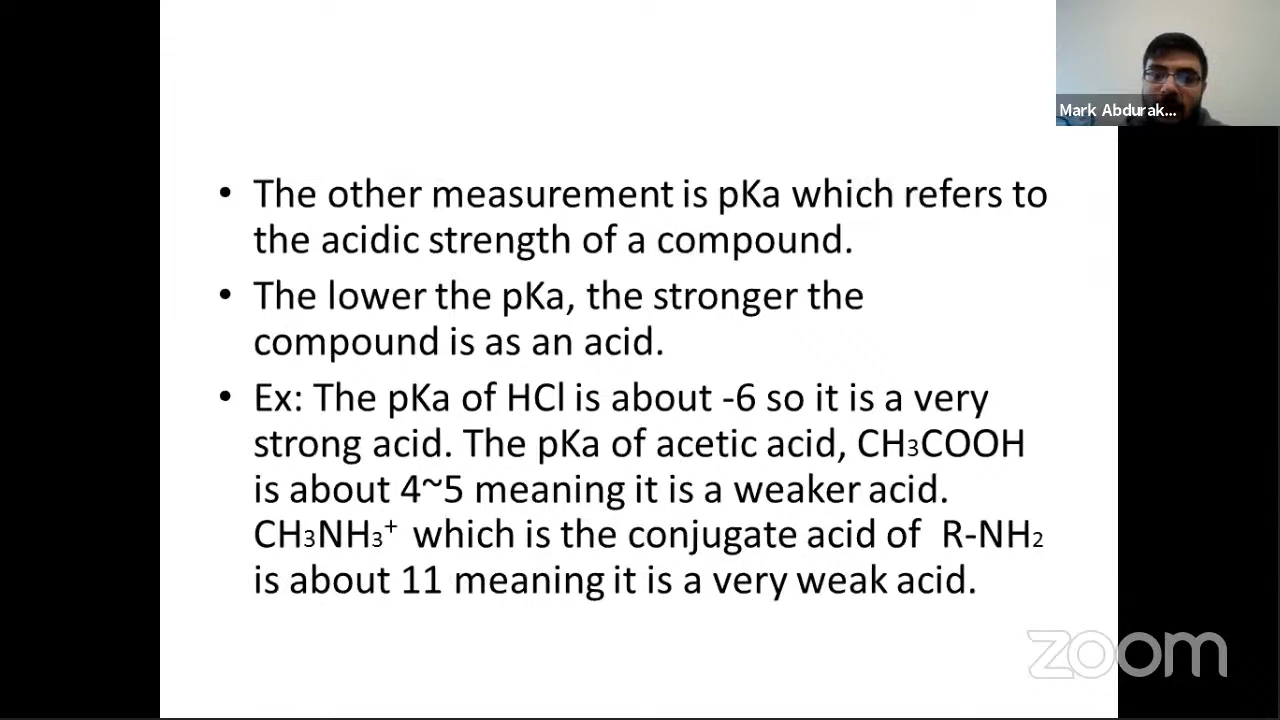 Mark Abdurak...
• The other measurement is pKa which refers to
the acidic strength of a compound.
• The lower the pKa, the stronger the
compound is as an acid.
• Ex: The pKa of HCl is about -6 so it is a very
strong acid. The pKa of acetic acid, CH₃COOH
is about 4~5 meaning it is a weaker acid.
CH₃NH₃⁺ which is the conjugate acid of R-NH₂
is about 11 meaning it is a very weak acid.
zoom